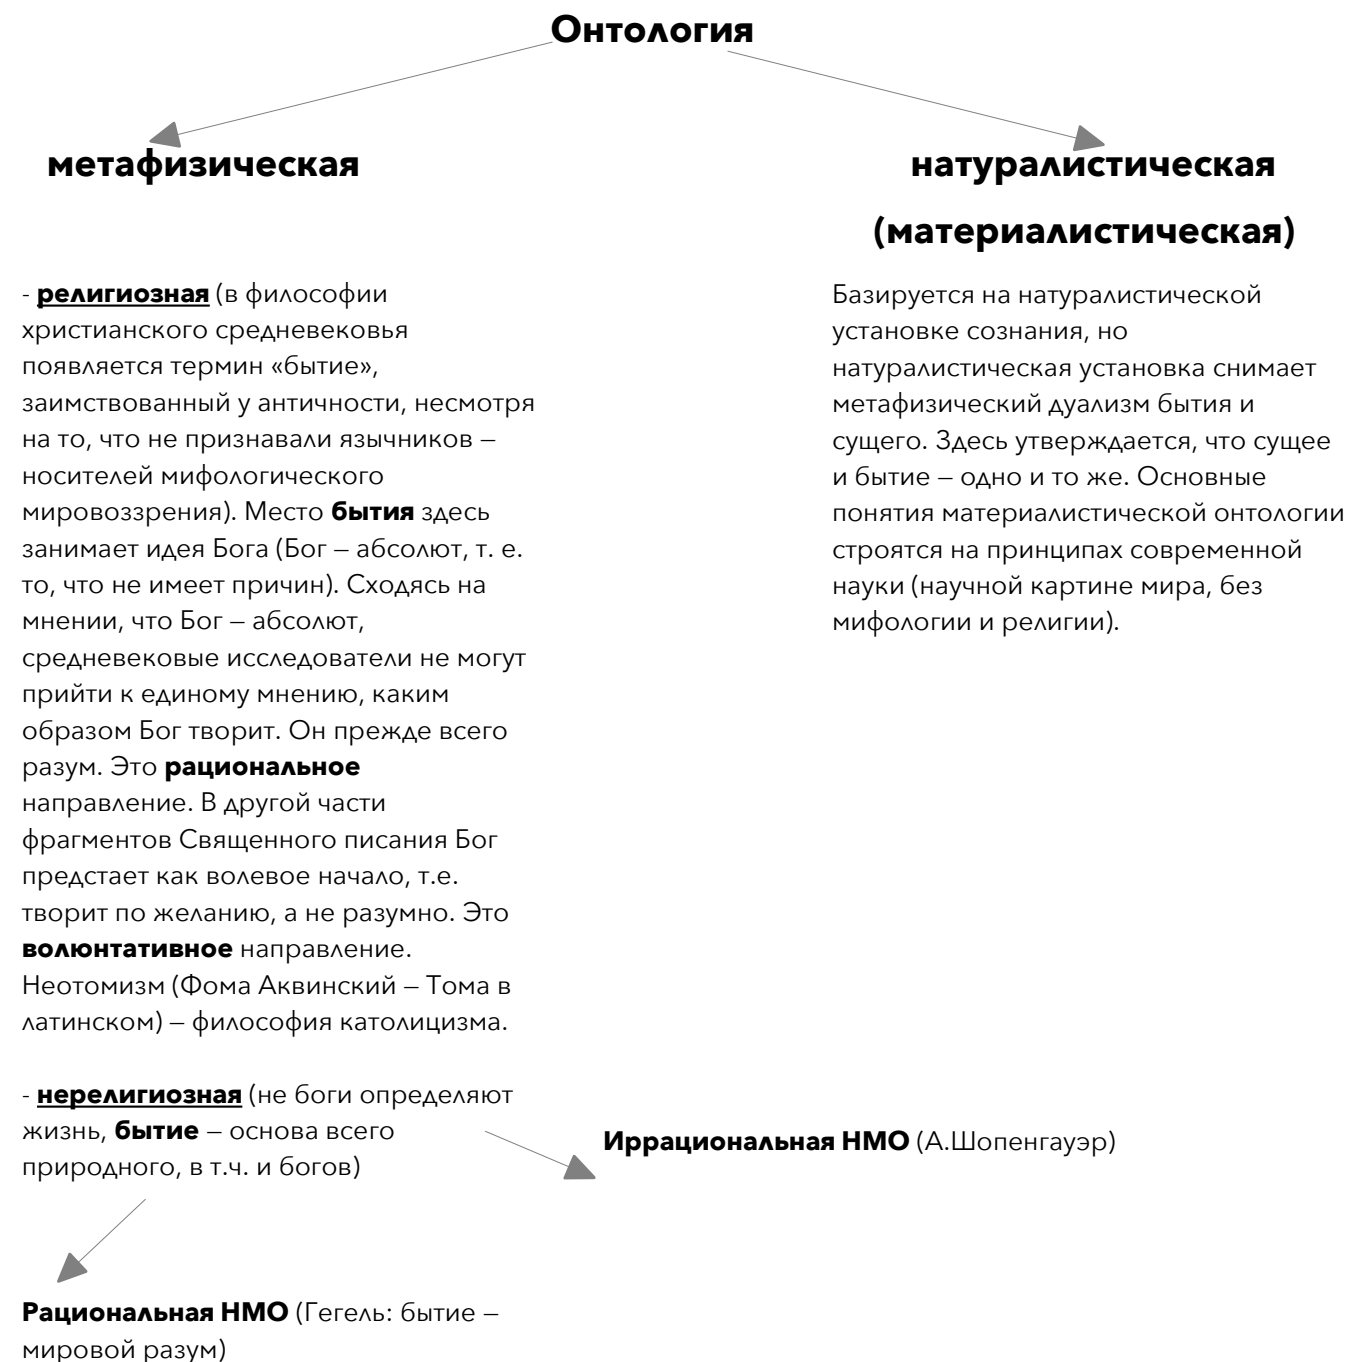 Онтология
метафизическая
натуралистическая
(материалистическая)
- религиозная (в философии
христианского средневековья
появляется термин «бытие»,
заимствованный у античности, несмотря
на то, что не признавали язычников –
носителей мифологического
мировоззрения). Место бытия здесь
занимает идея Бога (Бог – абсолют, т. е.
то, что не имеет причин). Сходясь на
мнении, что Бог – абсолют,
средневековые исследователи не могут
прийти к единому мнению, каким
образом Бог творит. Он прежде всего
разум. Это рациональное
направление. В другой части
фрагментов Священного писания Бог
предстает как волевое начало, т.е.
творит по желанию, а не разумно. Это
волюнтативное направление.
Неотомизм (Фома Аквинский – Тома в
латинском) – философия католицизма.
Базируется на натуралистической
установке сознания, но
натуралистическая установка снимает
метафизический дуализм бытия и
сущего. Здесь утверждается, что сущее
и бытие – одно и то же. Основные
понятия материалистической онтологии
строятся на принципах современной
науки (научной картине мира, без
мифологии и религии).
- нерелигиозная (не боги определяют
жизнь, бытие – основа всего
природного, в т.ч. и богов)
Иррациональная НМО (А.Шопенгауэр)
Рациональная НМО (Гегель: бытие –
мировой разум)